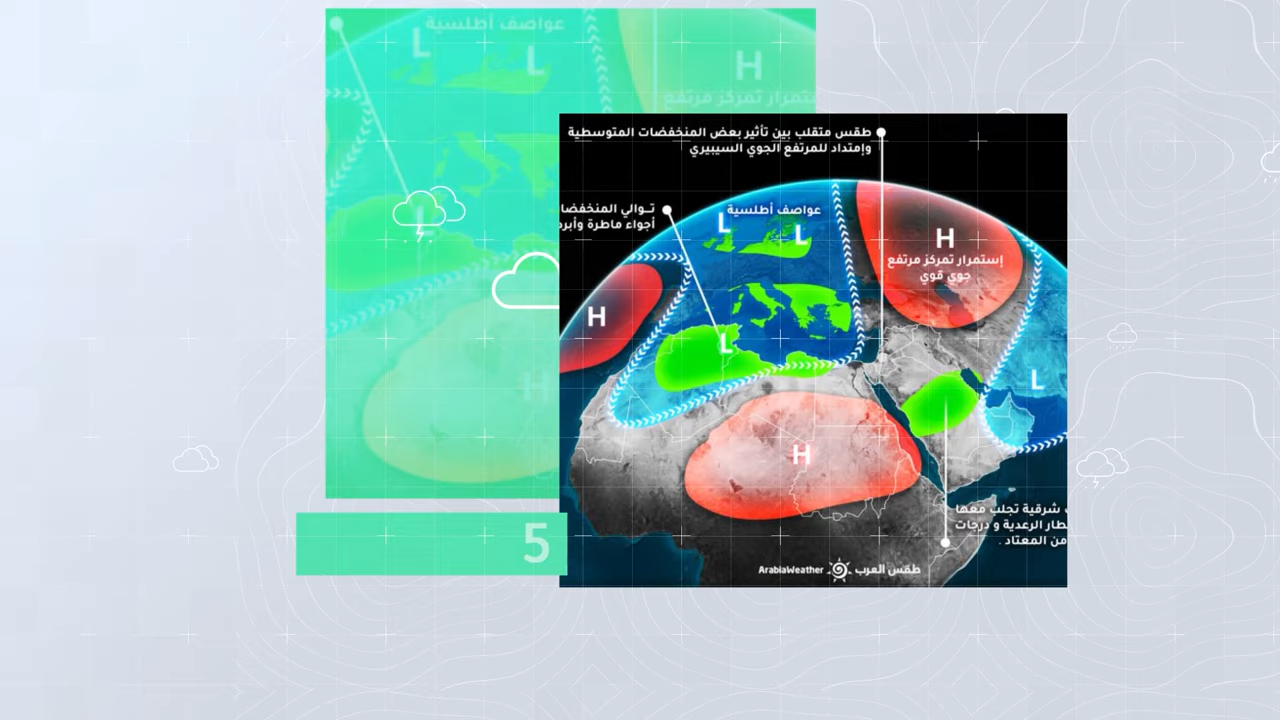 عواصف أطلسية
L
L
H
إستمرار تمركز مرتفع
H
5
طقس متقلب بين تأثير بعض المنخفضات المتوسطية
وإمتداد للمرتفع الجوي السيبيري
تـوالي المنخفضا
أجواء ماطرة وأبر
عواصف أطلسية
L
L
H
إستمرار تمركز مرتفع
جوي قوي
H
L
L
H
شرقية تجلب معها
طار الرعدية و درجات
من المعتاد .
ArabiaWeather طقس العرب